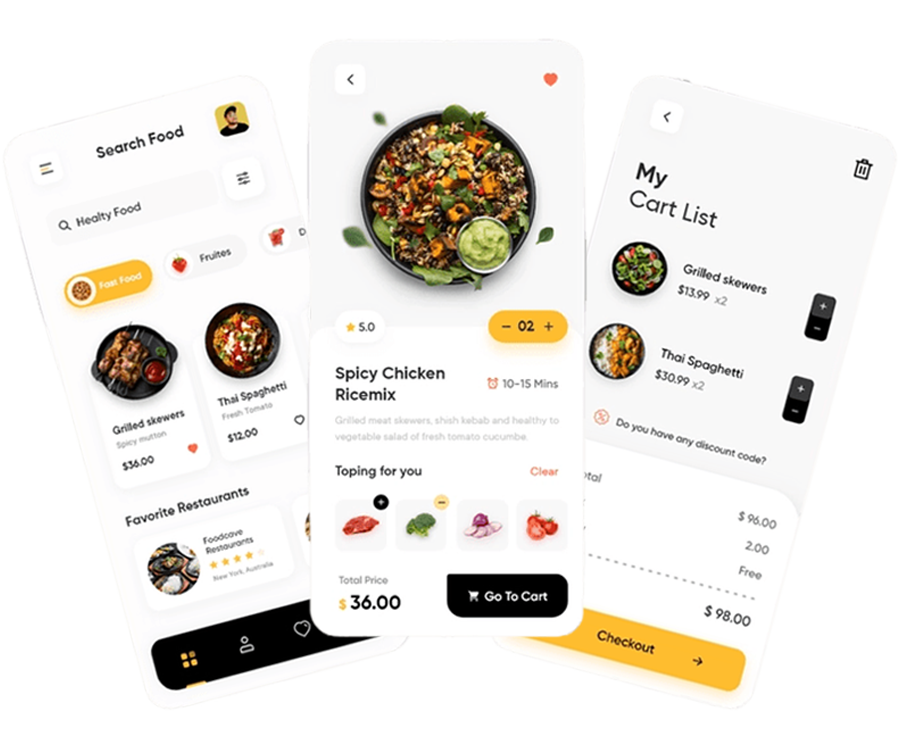 Search Food
Healty Food
Fast Food
Fruites
D
Grilled skewers
Spicy mutton
$36.00
Thai Spaghetti
Fresh Tomato
$12.00
Favorite Restaurants
Foodcave
Restaurants
New York, Australia
5.0
02
Spicy Chicken
Ricemix
10-15 Mins
Grilled meat skewers, shish kebab and healthy to
vegetable salad of fresh tomato cucumbe.
Toping for you
Clear
Total Price
$ 36.00
Go To Cart
My
Cart List
Grilled skewers
$13.99 x2
Thai Spaghetti
$30.99 x2
Do you have any discount code?
otal
$ 96.00
2.00
Free
$ 98.00
Checkout